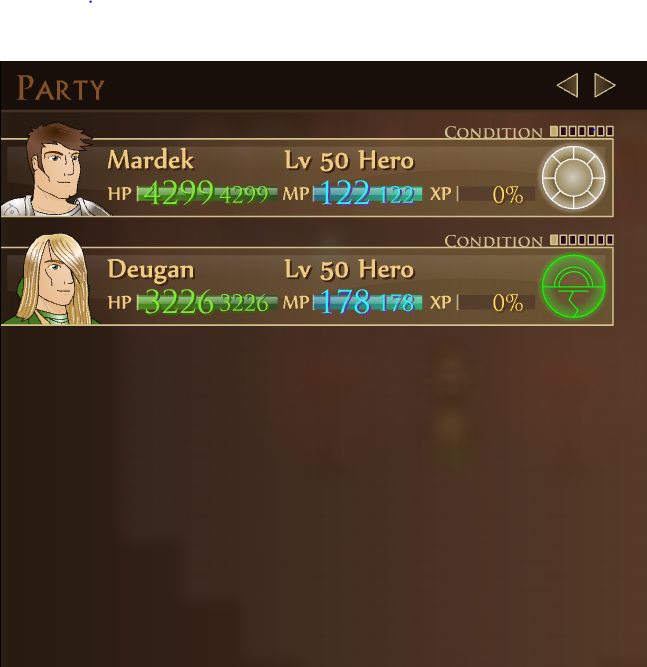 Party
Condition
Mardek Lv 50 Hero
HP 4299 4299 MP 122 122 XP 0%
Condition
Deugan Lv 50 Hero
HP 3226 3226 MP 178 178 XP 0%